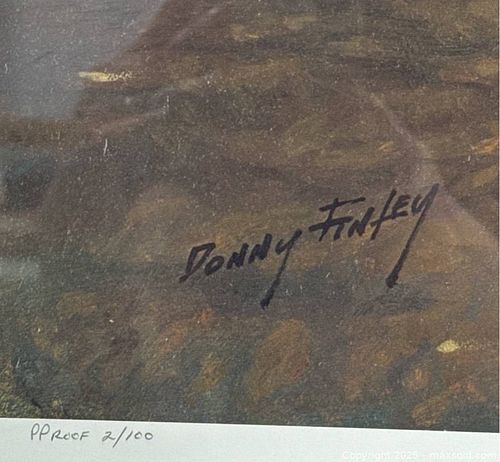 DONNY FINLEY
PPROOF 2/100
Copyright 2025 - maxsold.com